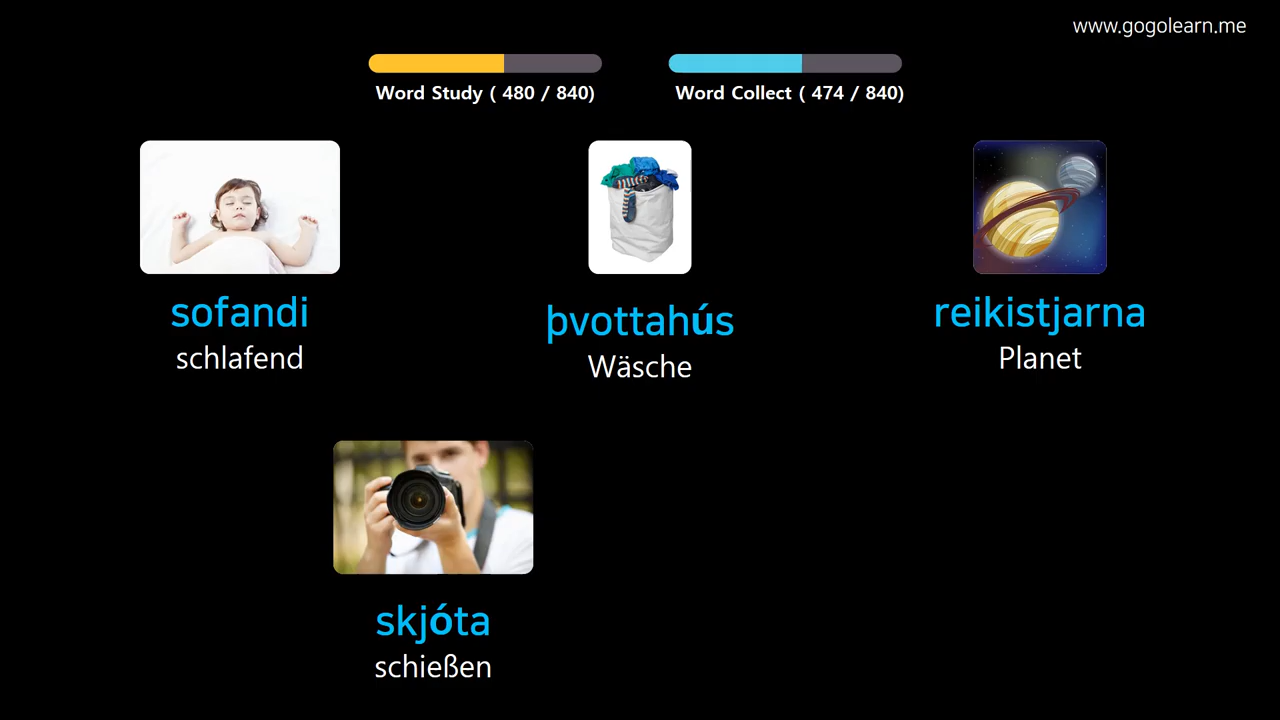 www.gogolearn.me
Word Study ( 480 / 840)
Word Collect ( 474 / 840)
sofandi
schlafend
þvottahús
Wäsche
reikistjarna
Planet
skjóta
schießen